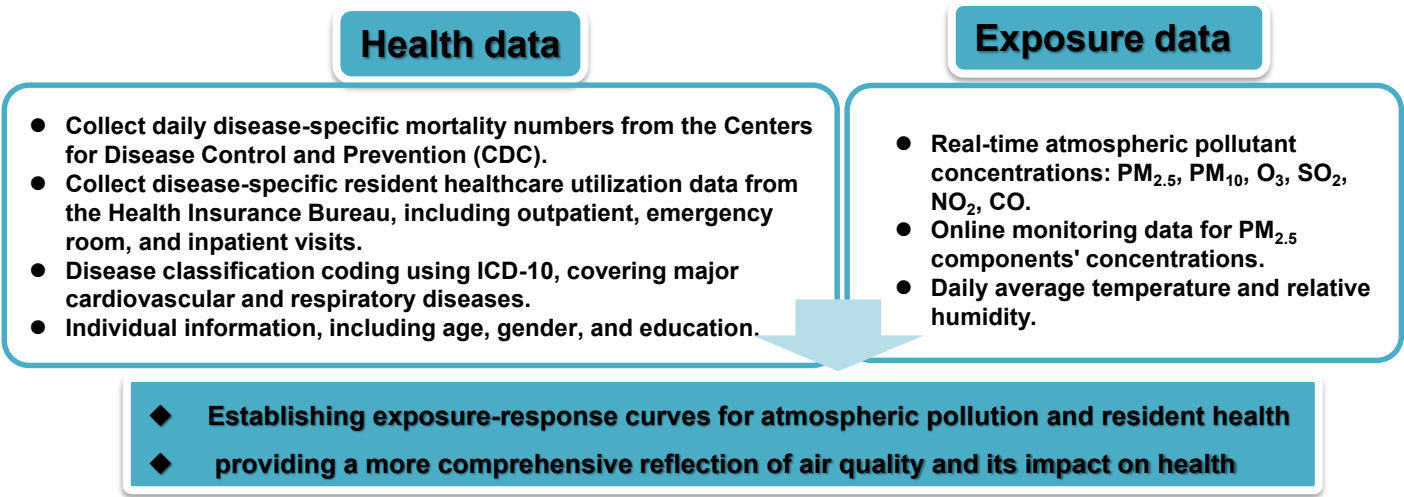 Health data
● Collect daily disease-specific mortality numbers from the Centers
for Disease Control and Prevention (CDC).
● Collect disease-specific resident healthcare utilization data from
the Health Insurance Bureau, including outpatient, emergency
room, and inpatient visits.
● Disease classification coding using ICD-10, covering major
cardiovascular and respiratory diseases.
● Individual information, including age, gender, and education.
Exposure data
● Real-time atmospheric pollutant
concentrations: PM₂.₅, PM₁₀, O₃, SO₂,
NO₂, CO.
● Online monitoring data for PM₂.₅
components' concentrations.
● Daily average temperature and relative
humidity.
◆ Establishing exposure-response curves for atmospheric pollution and resident health
◆ providing a more comprehensive reflection of air quality and its impact on health